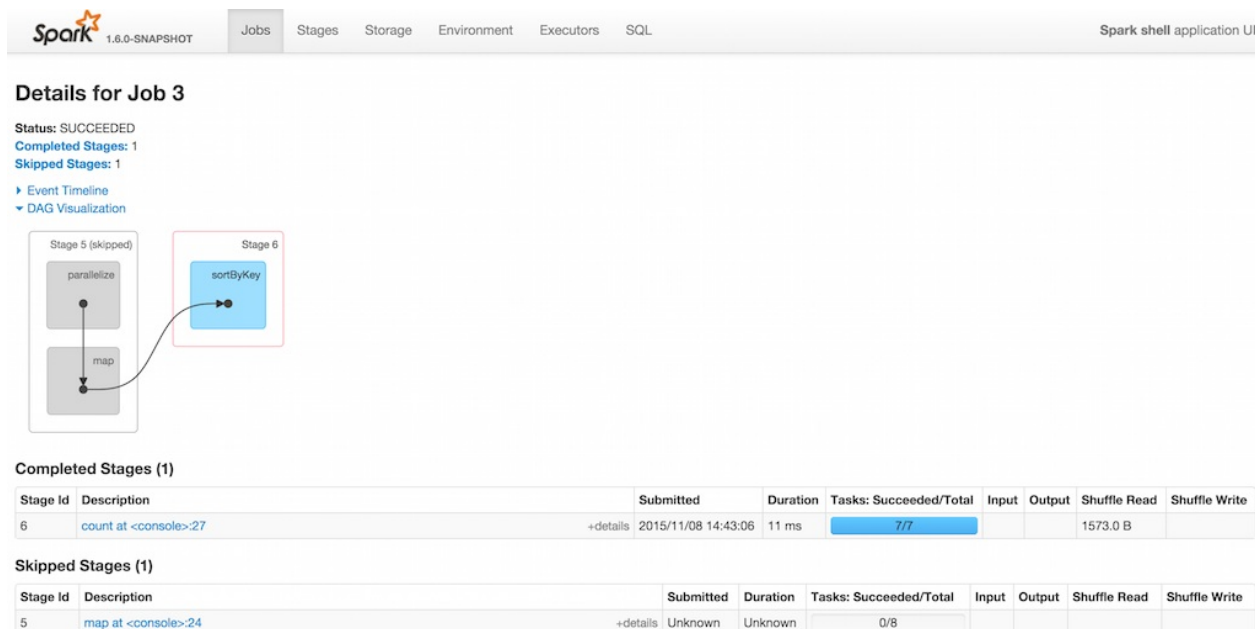 Spark 1.6.0-SNAPSHOT Jobs Stages Storage Environment Executors SQL Spark shell application UI
Details for Job 3
Status: SUCCEEDED
Completed Stages: 1
Skipped Stages: 1
Event Timeline
DAG Visualization
Stage 5 (skipped) Stage 6
parallelize sortByKey
map
Completed Stages (1)
Stage Id Description Submitted Duration Tasks: Succeeded/Total Input Output Shuffle Read Shuffle Write
6 count at <console>:27 +details 2015/11/08 14:43:06 11 ms 7/7 1573.0 B
Skipped Stages (1)
Stage Id Description Submitted Duration Tasks: Succeeded/Total Input Output Shuffle Read Shuffle Write
5 map at <console>:24 +details Unknown Unknown 0/8